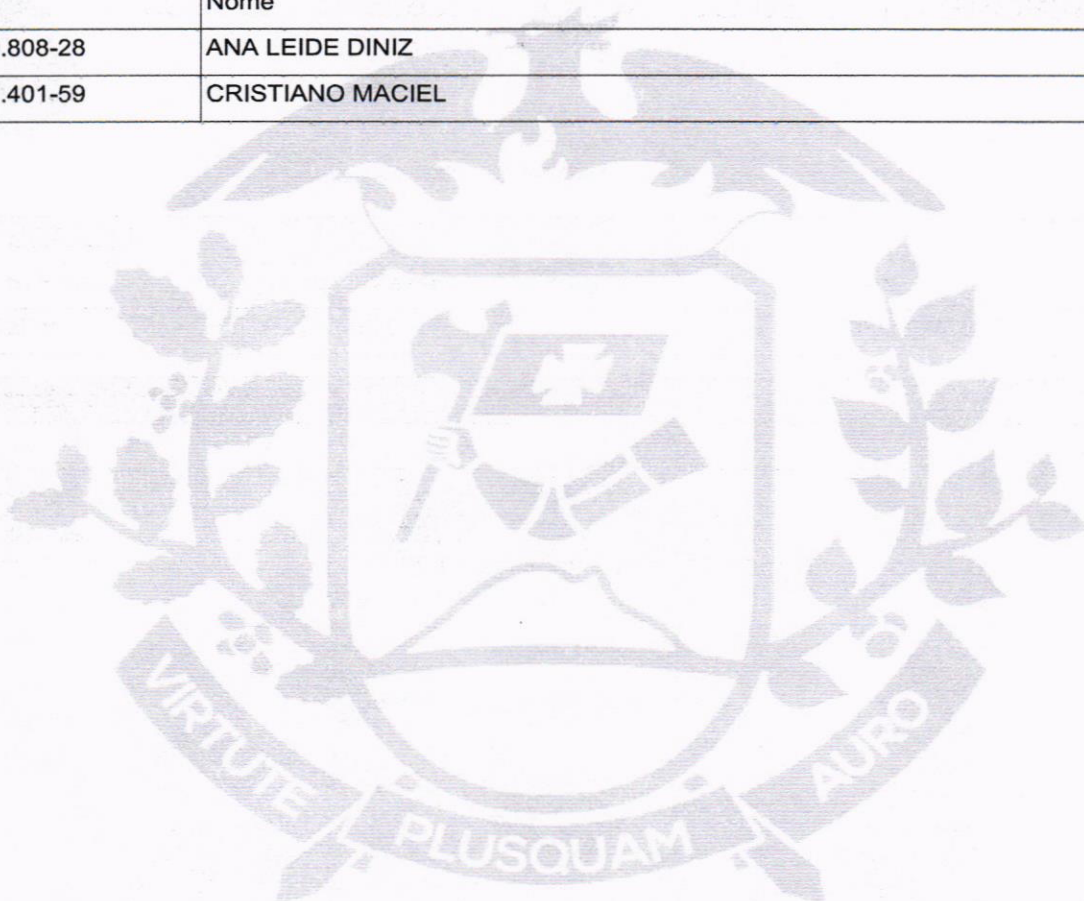 Nome
.808-28 ANA LEIDE DINIZ
.401-59 CRISTIANO MACIEL
VIRTUTE PLUSQUAM AURO